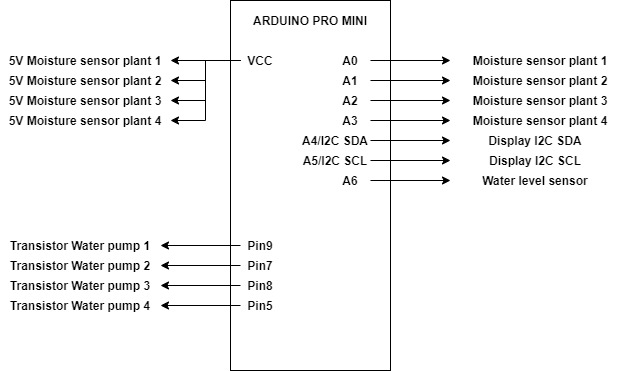 ARDUINO PRO MINI
5V Moisture sensor plant 1
VCC
A0
Moisture sensor plant 1
5V Moisture sensor plant 2
A1
Moisture sensor plant 2
5V Moisture sensor plant 3
A2
Moisture sensor plant 3
5V Moisture sensor plant 4
A3
Moisture sensor plant 4
A4/I2C SDA
Display I2C SDA
A5/I2C SCL
Display I2C SCL
A6
Water level sensor
Transistor Water pump 1
Pin9
Transistor Water pump 2
Pin7
Transistor Water pump 3
Pin8
Transistor Water pump 4
Pin5